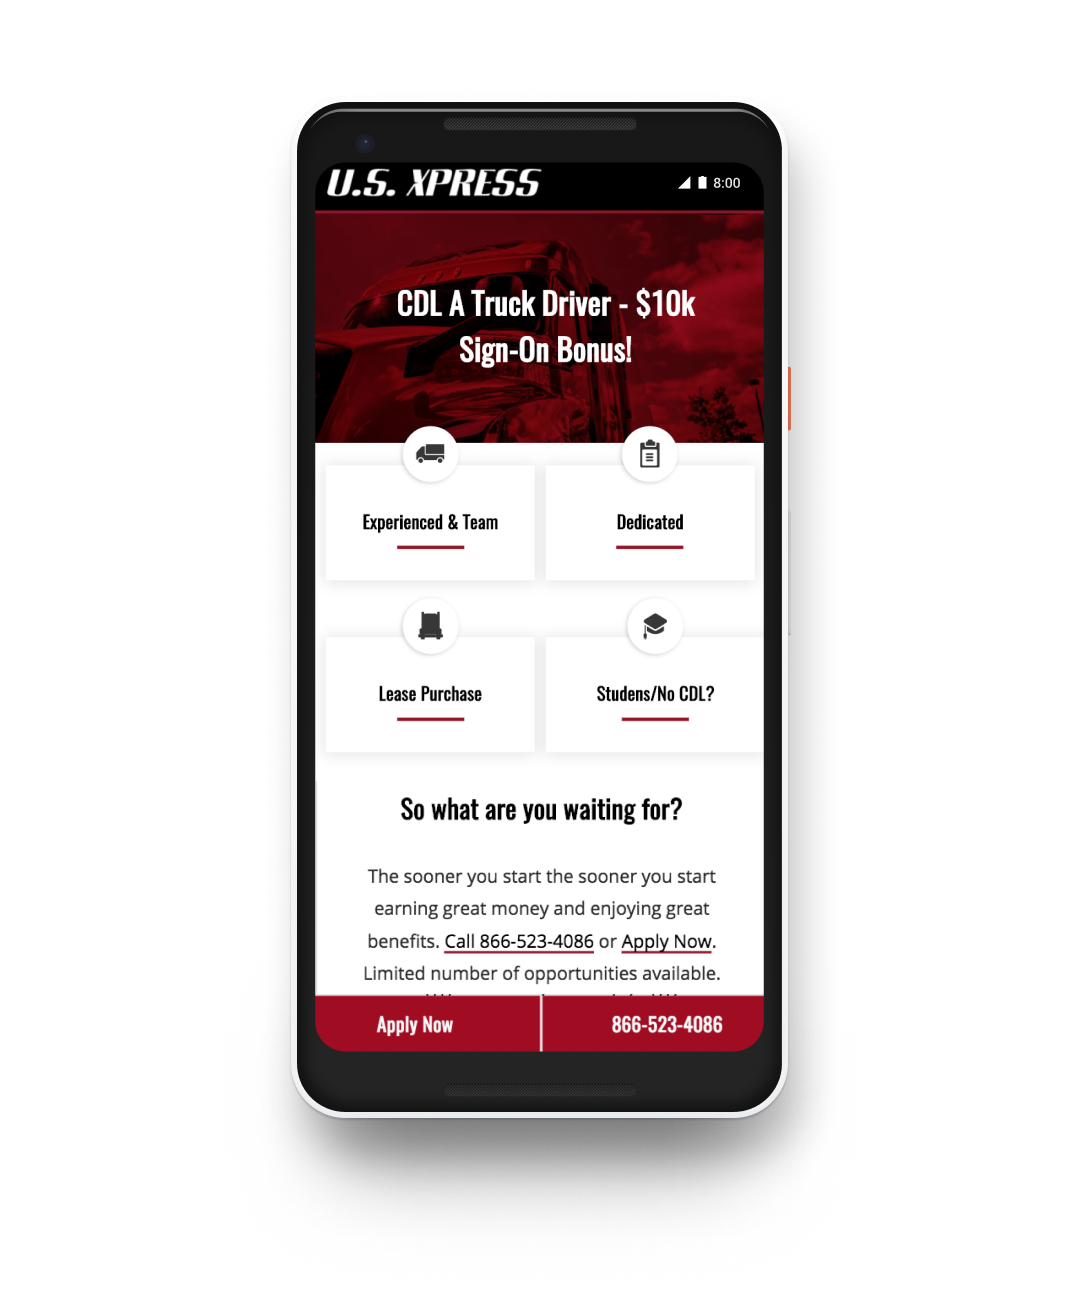 U.S. XPRESS
8:00
CDL A Truck Driver - $10k
Sign-On Bonus!
Experienced & Team
Dedicated
Lease Purchase
Studens/No CDL?
So what are you waiting for?
The sooner you start the sooner you start
earning great money and enjoying great
benefits. Call 866-523-4086 or Apply Now.
Limited number of opportunities available.
Apply Now
866-523-4086